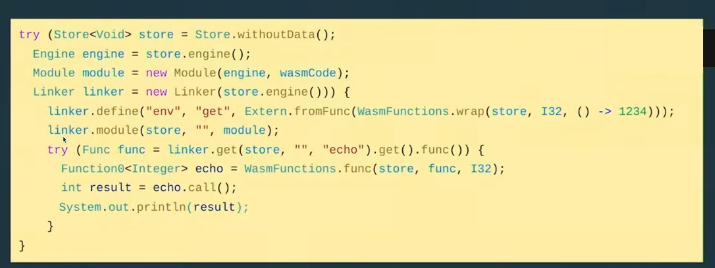 try (Store<Void> store = Store.withoutData();
Engine engine = store.engine();
Module module = new Module(engine, wasmCode);
Linker linker = new Linker(store.engine())) {
linker.define("env", "get", Extern.fromFunc(WasmFunctions.wrap(store, I32, () -> 1234)));
linker.module(store, "", module);
try (Func func = linker.get(store, "", "echo").get().func()) {
Function0<Integer> echo = WasmFunctions.func(store, func, I32);
int result = echo.call();
System.out.println(result);
}
}